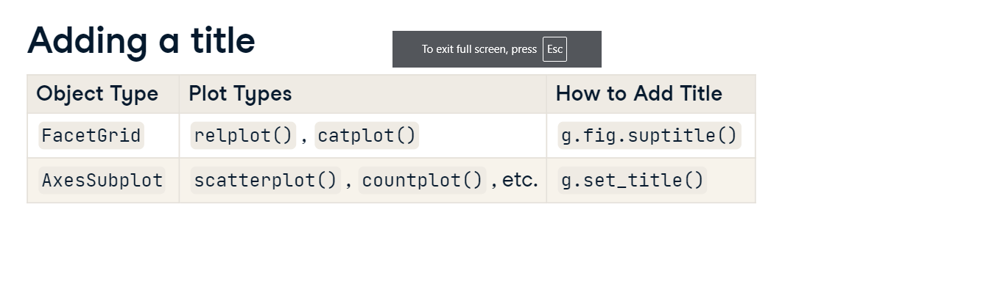 Adding a title
To exit full screen, press Esc
Object Type Plot Types How to Add Title
FacetGrid relplot() , catplot() g.fig.suptitle()
AxesSubplot scatterplot() , countplot() , etc. g.set_title()